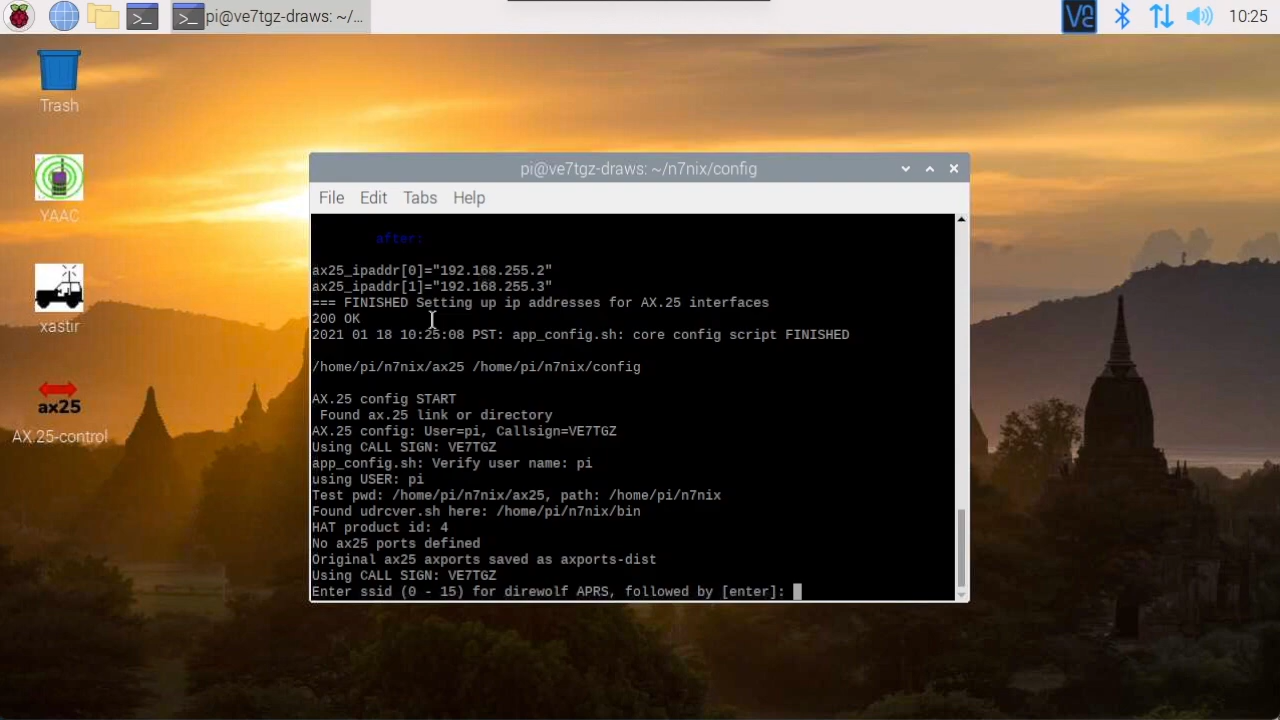 pi@ve7tgz-draws: ~/...
10:25
Trash
YAAC
xastir
ax25
AX.25-control
pi@ve7tgz-draws: ~/n7nix/config
File Edit Tabs Help
after:
ax25_ipaddr[0]="192.168.255.2"
ax25_ipaddr[1]="192.168.255.3"
=== FINISHED Setting up ip addresses for AX.25 interfaces
200 OK
2021 01 18 10:25:08 PST: app_config.sh: core config script FINISHED
/home/pi/n7nix/ax25 /home/pi/n7nix/config
AX.25 config START
Found ax.25 link or directory
AX.25 config: User=pi, Callsign=VE7TGZ
Using CALL SIGN: VE7TGZ
app_config.sh: Verify user name: pi
using USER: pi
Test pwd: /home/pi/n7nix/ax25, path: /home/pi/n7nix
Found udrcver.sh here: /home/pi/n7nix/bin
HAT product id: 4
No ax25 ports defined
Original ax25 axports saved as axports-dist
Using CALL SIGN: VE7TGZ
Enter ssid (0 - 15) for direwolf APRS, followed by [enter]: